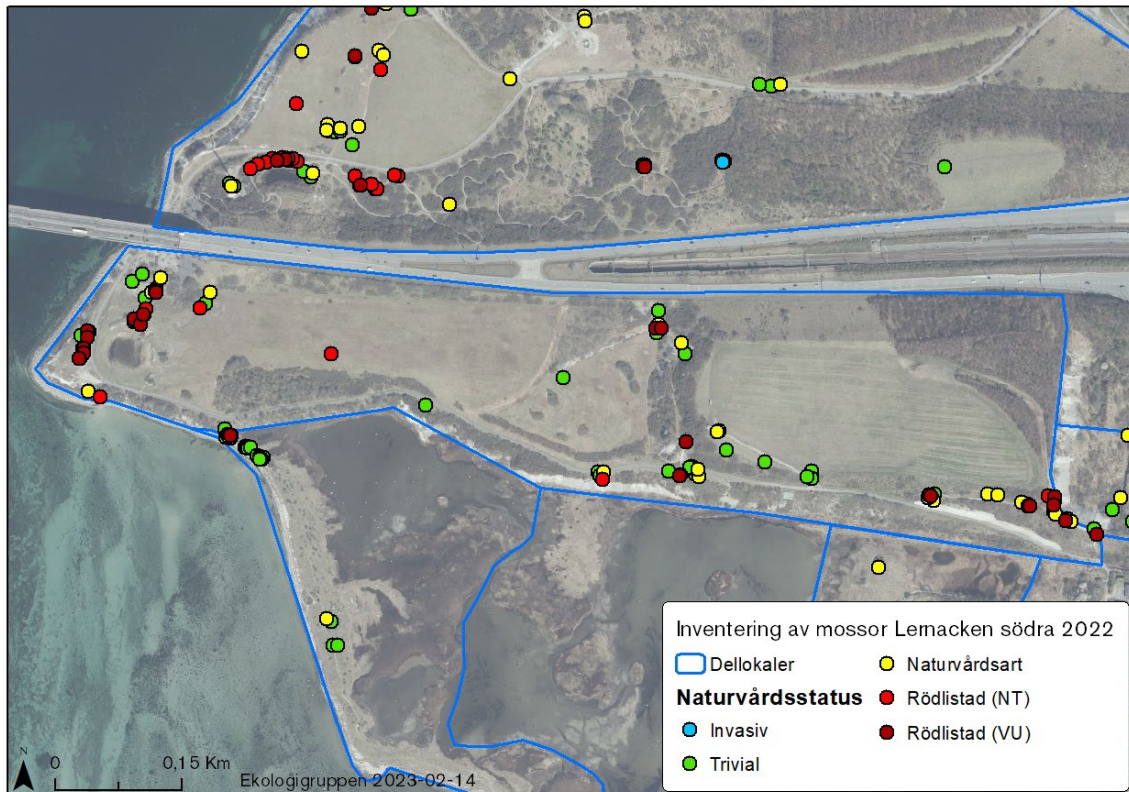 Inventering av mossor Lernacken södra 2022
Dellokaler
Naturvårdsstatus
Invasiv
Trivial
Naturvårdsart
Rödlistad (NT)
Rödlistad (VU)
N
0 0,15 Km
Ekologigruppen 2023-02-14